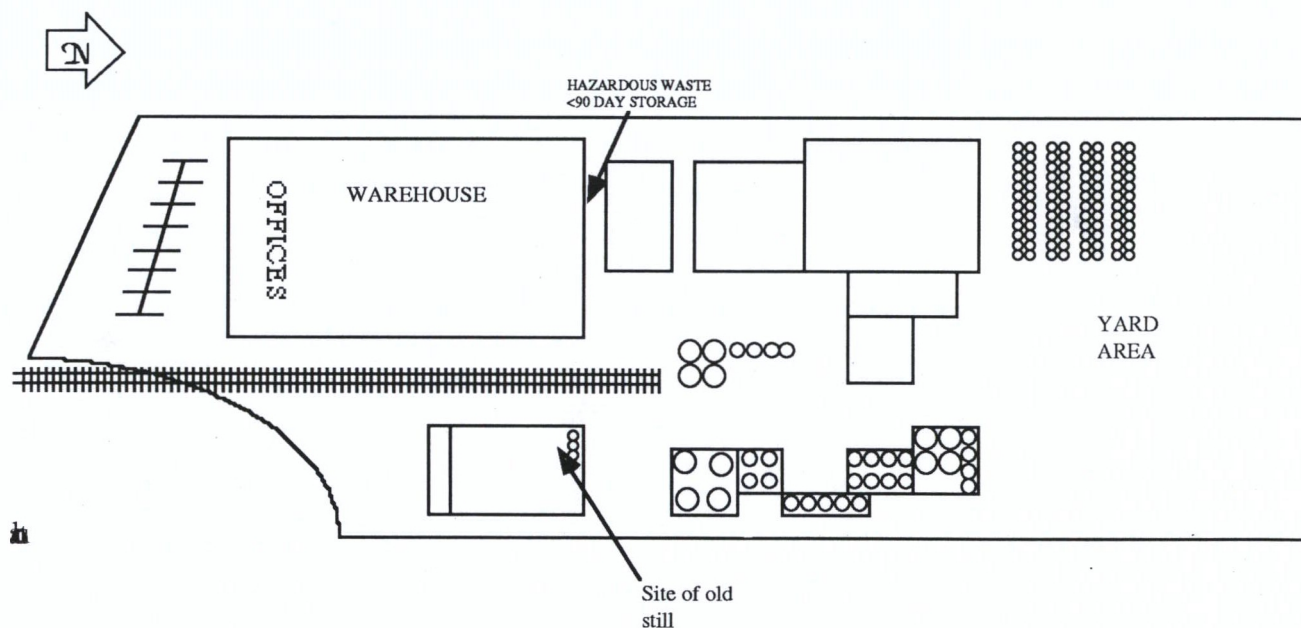 N
HAZARDOUS WASTE
<90 DAY STORAGE
OFFICES
WAREHOUSE
YARD
AREA
Site of old
still